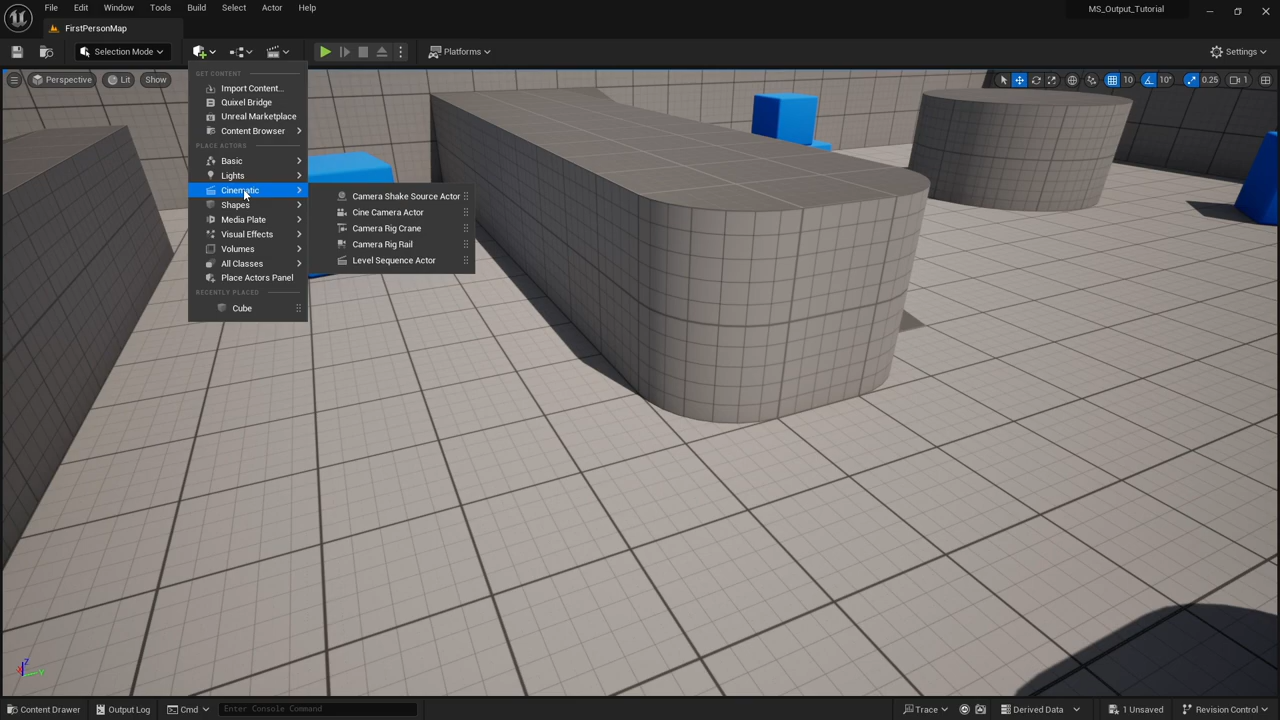 File Edit Window Tools Build Select Actor Help
MS_Output_Tutorial
FirstPersonMap
Selection Mode
Platforms
Settings
Perspective Lit Show
10 10° 0.25 1
GET CONTENT
Import Content...
Quixel Bridge
Unreal Marketplace
Content Browser
PLACE ACTORS
Basic
Lights
Cinematic
Shapes
Media Plate
Visual Effects
Volumes
All Classes
Place Actors Panel
RECENTLY PLACED
Cube
Camera Shake Source Actor
Cine Camera Actor
Camera Rig Crane
Camera Rig Rail
Level Sequence Actor
Z
Y
Content Drawer Output Log Cmd Enter Console Command Trace Derived Data 1 Unsaved Revision Control